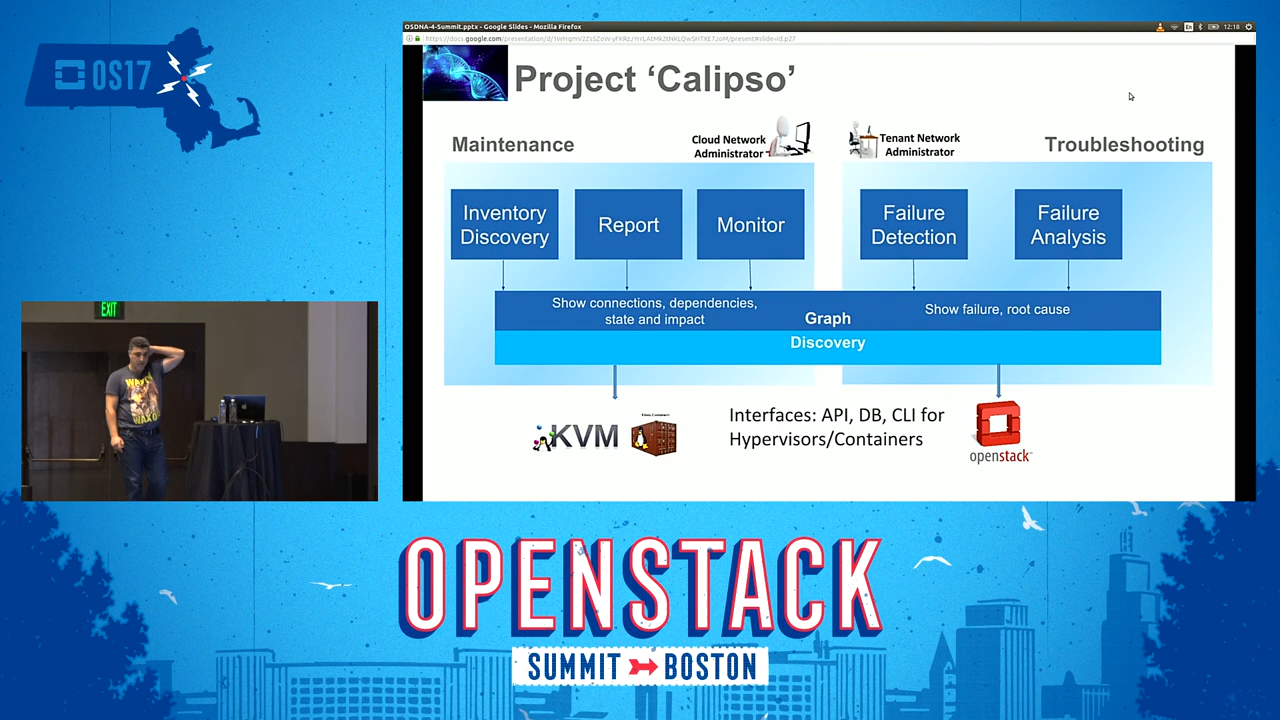 OS17
EXIT
OSDNA-4-Summit.pptx - Google Slides - Mozilla Firefox
12:18
Project ‘Calipso’
Maintenance
Cloud Network
Administrator
Tenant Network
Administrator
Troubleshooting
Inventory
Discovery
Report
Monitor
Failure
Detection
Failure
Analysis
Show connections, dependencies,
state and impact
Graph
Show failure, root cause
Discovery
KVM
Interfaces: API, DB, CLI for
Hypervisors/Containers
openstack
OPENSTACK
SUMMIT BOSTON